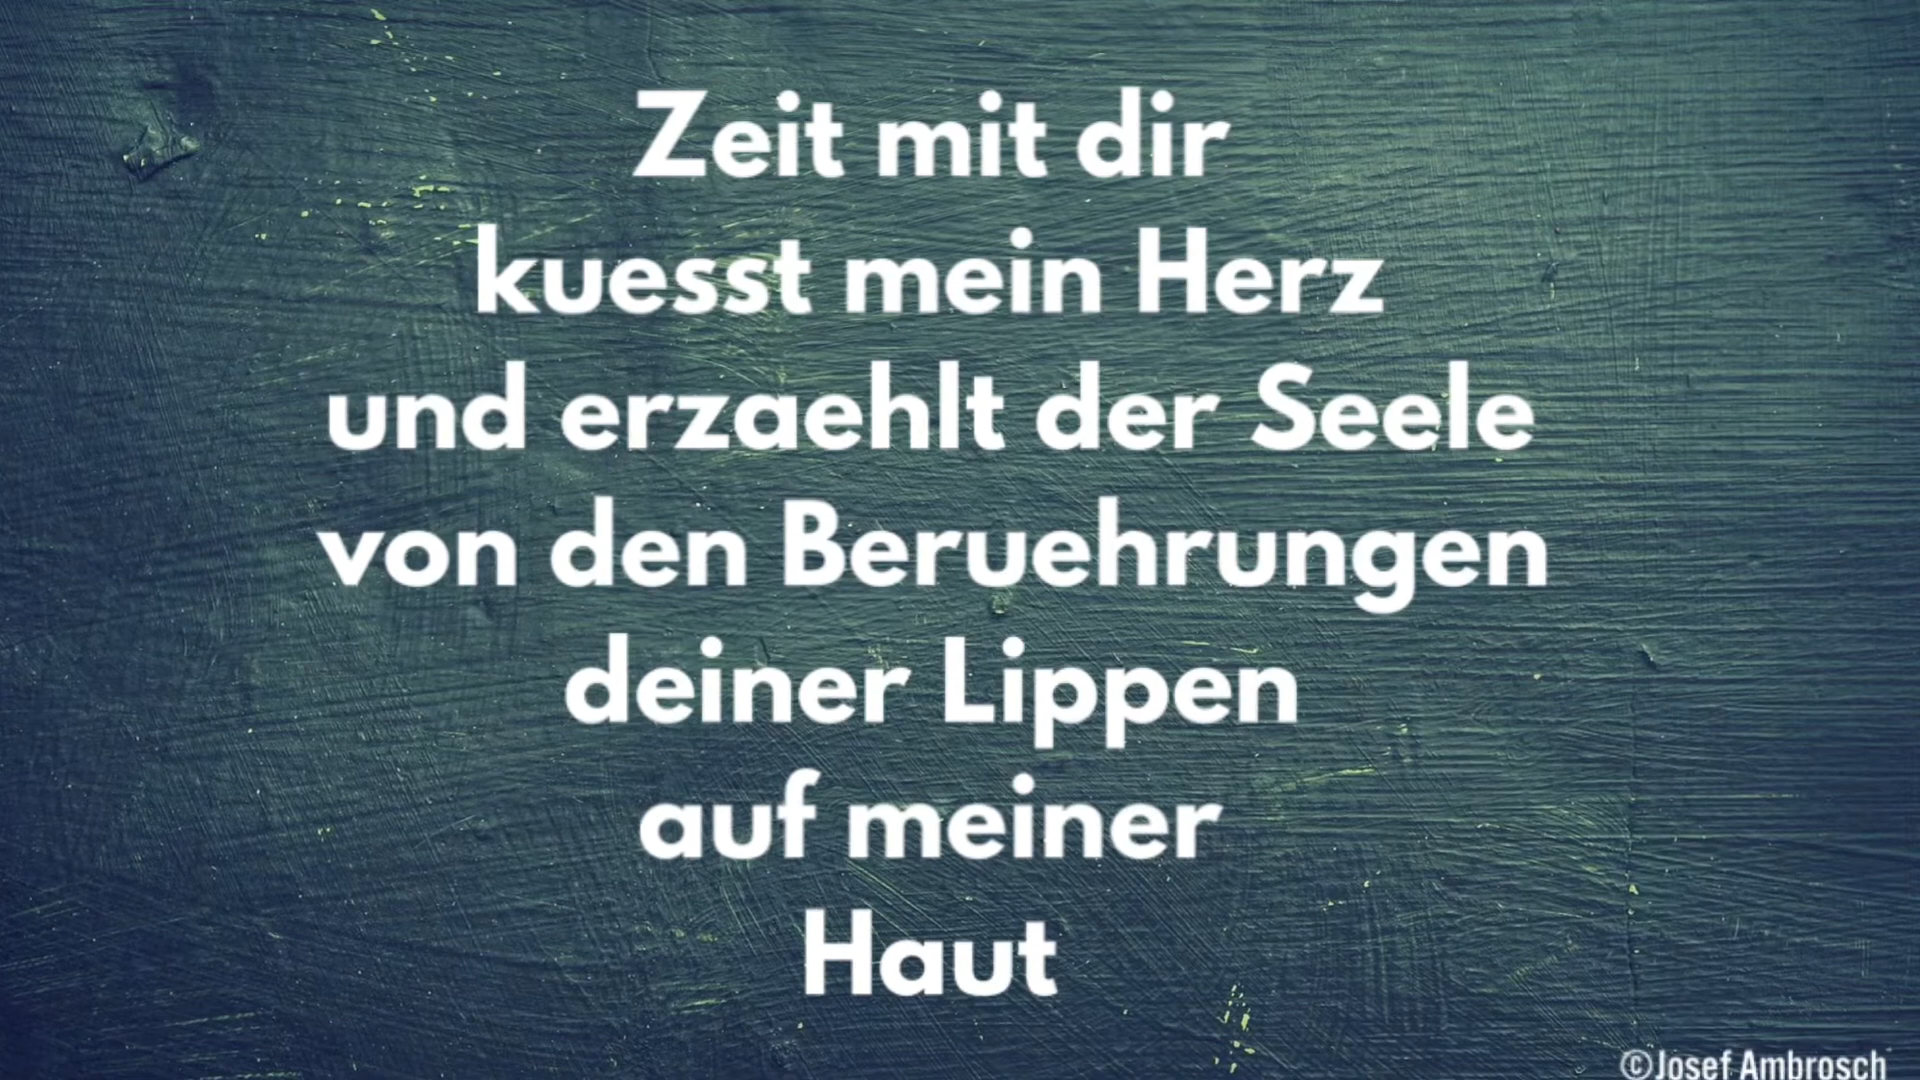 Zeit mit dir
kuesst mein Herz
und erzaehlt der Seele
von den Beruehrungen
deiner Lippen
auf meiner
Haut
©Josef Ambrosch